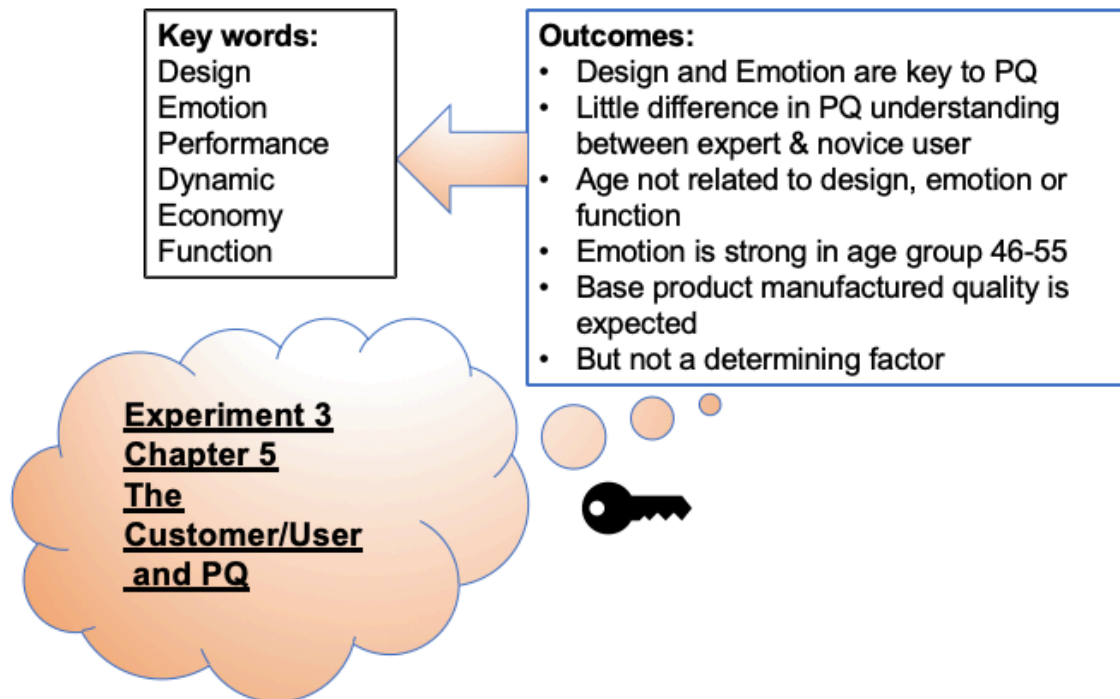 Key words:
Design
Emotion
Performance
Dynamic
Economy
Function
Outcomes:
• Design and Emotion are key to PQ
• Little difference in PQ understanding
between expert & novice user
• Age not related to design, emotion or
function
• Emotion is strong in age group 46-55
• Base product manufactured quality is
expected
• But not a determining factor
Experiment 3
Chapter 5
The
Customer/User
and PQ